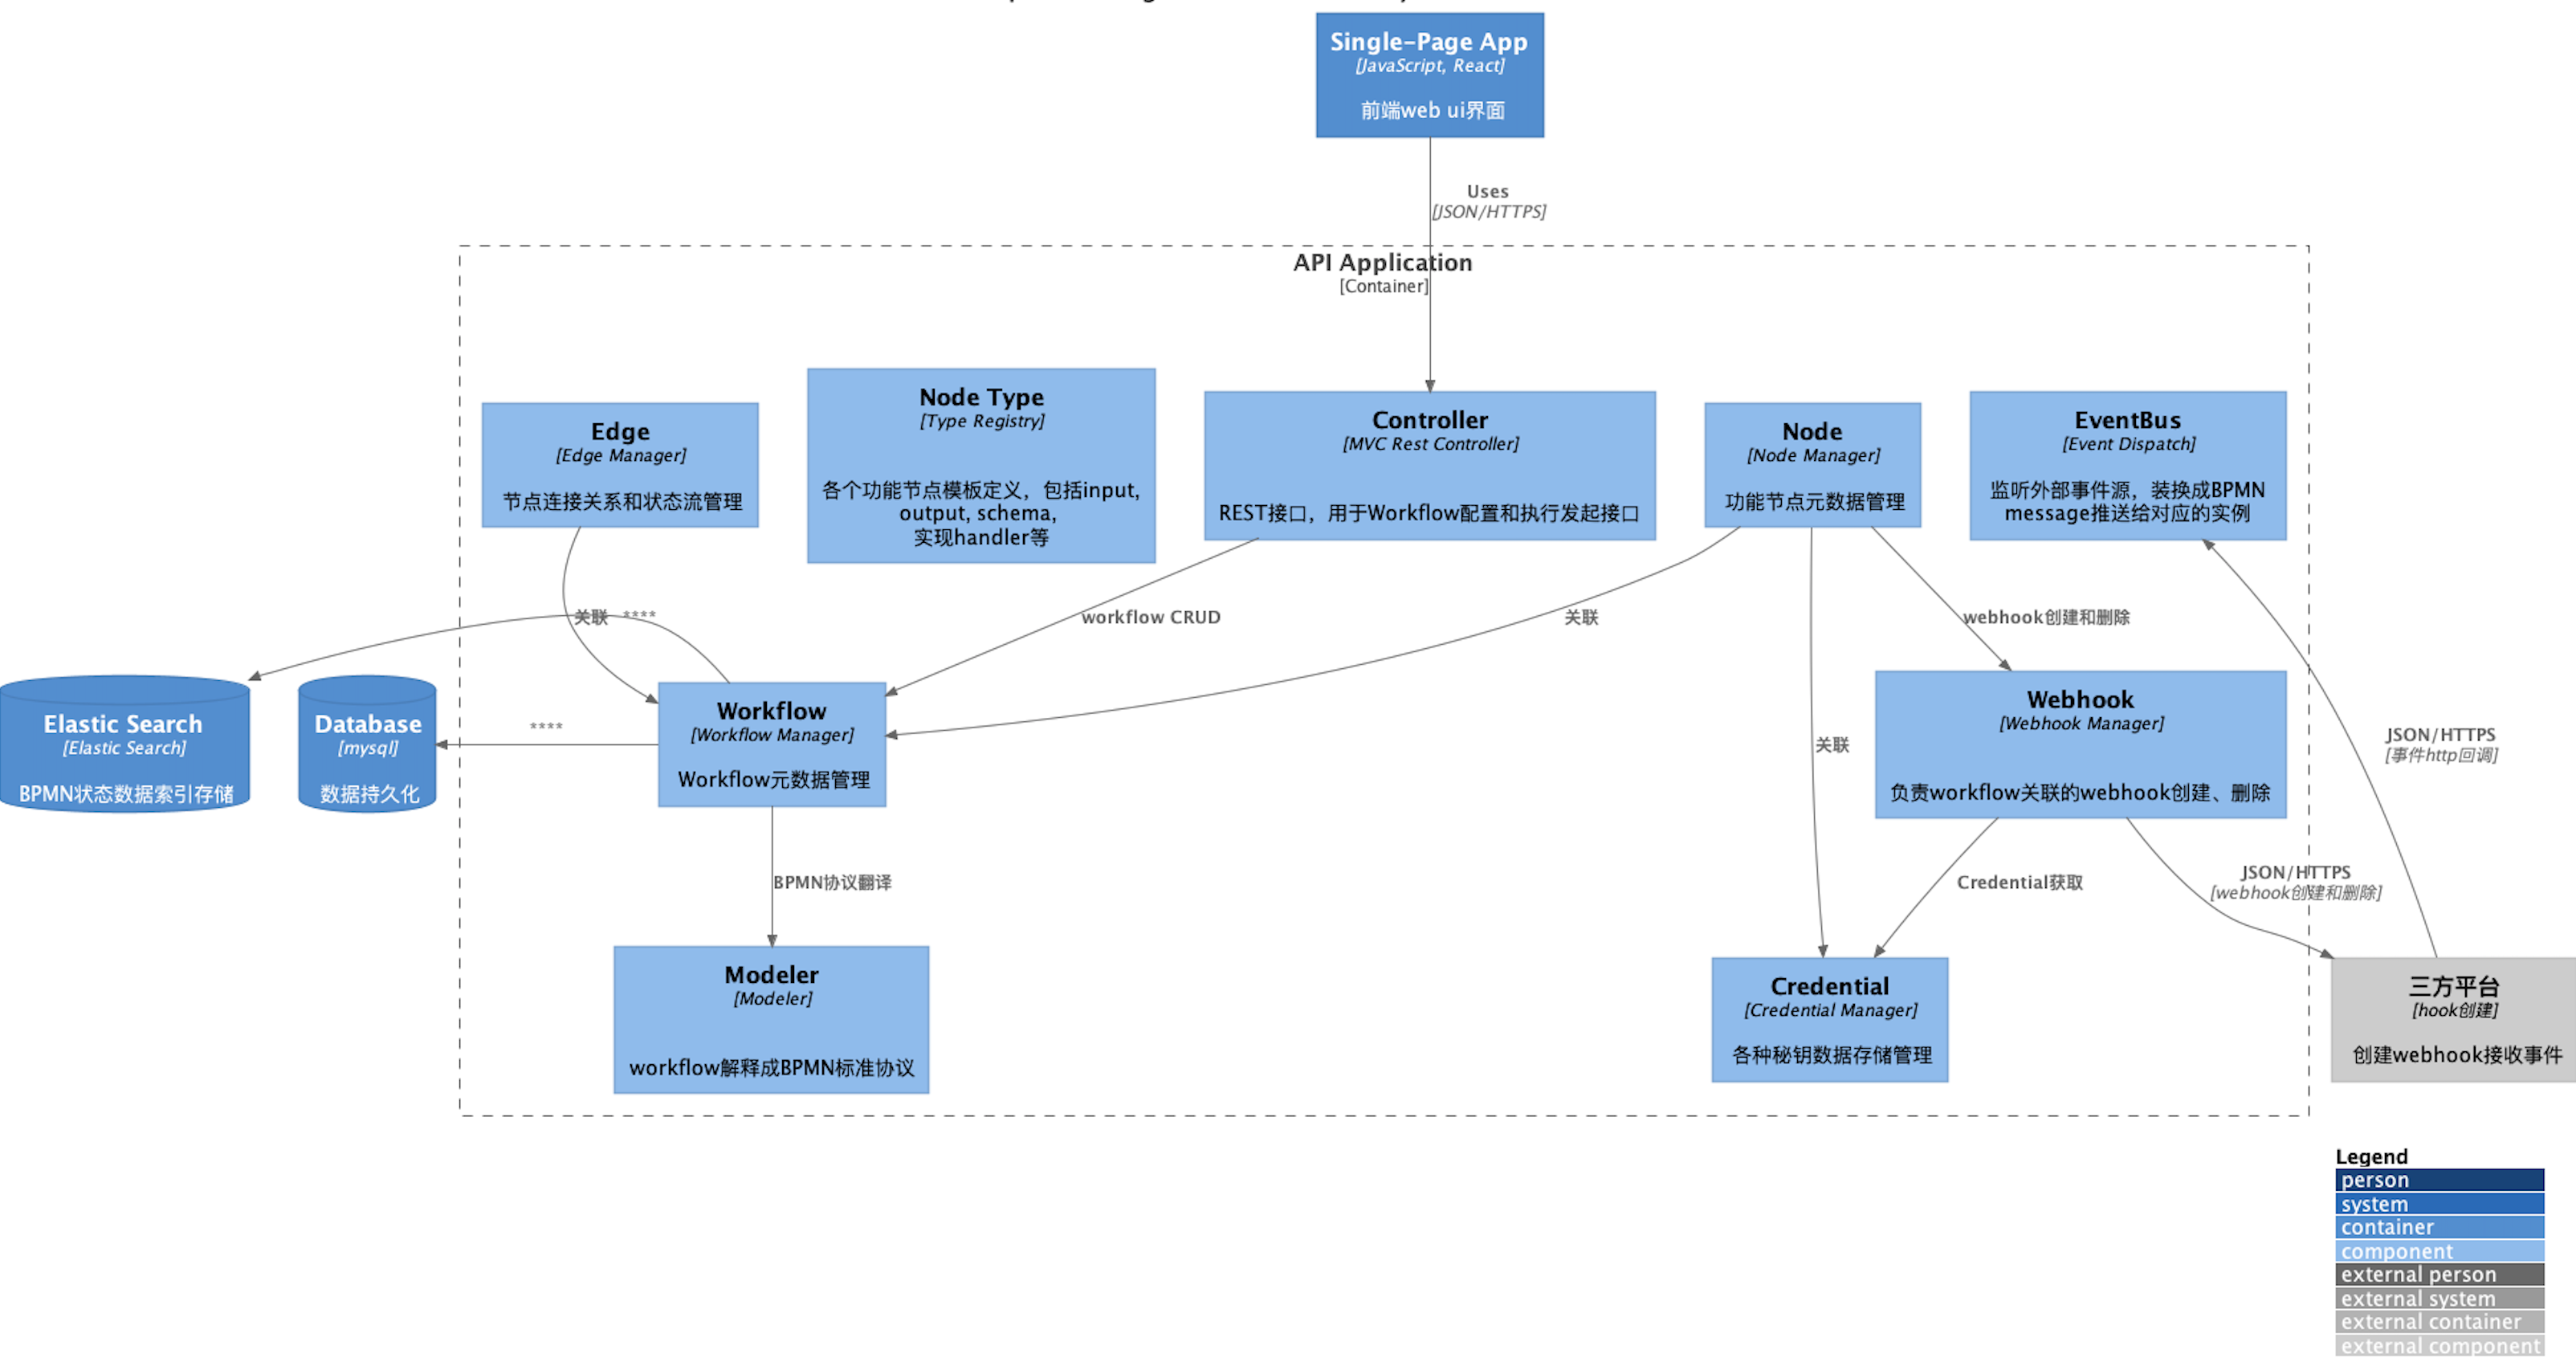 Single-Page App
[JavaScript, React]
前端web ui界面
Uses
[JSON/HTTPS]
API Application
[Container]
Edge
[Edge Manager]
节点连接关系和状态流管理
Node Type
[Type Registry]
各个功能节点模板定义，包括input,
output, schema,
实现handler等
Controller
[MVC Rest Controller]
REST接口，用于Workflow配置和执行发起接口
Node
[Node Manager]
功能节点元数据管理
EventBus
[Event Dispatch]
监听外部事件源，装换成BPMN
message推送给对应的实例
关联
****
workflow CRUD
关联
webhook创建和删除
Elastic Search
[Elastic Search]
BPMN状态数据索引存储
Database
[mysql]
数据持久化
****
Workflow
[Workflow Manager]
Workflow元数据管理
关联
Webhook
[Webhook Manager]
负责workflow关联的webhook创建、删除
JSON/HTTPS
[事件http回调]
BPMN协议翻译
Credential获取
JSON/HTTPS
[webhook创建和删除]
Modeler
[Modeler]
workflow解释成BPMN标准协议
Credential
[Credential Manager]
各种秘钥数据存储管理
三方平台
[hook创建]
创建webhook接收事件
Legend
person
system
container
component
external person
external system
external container
external component